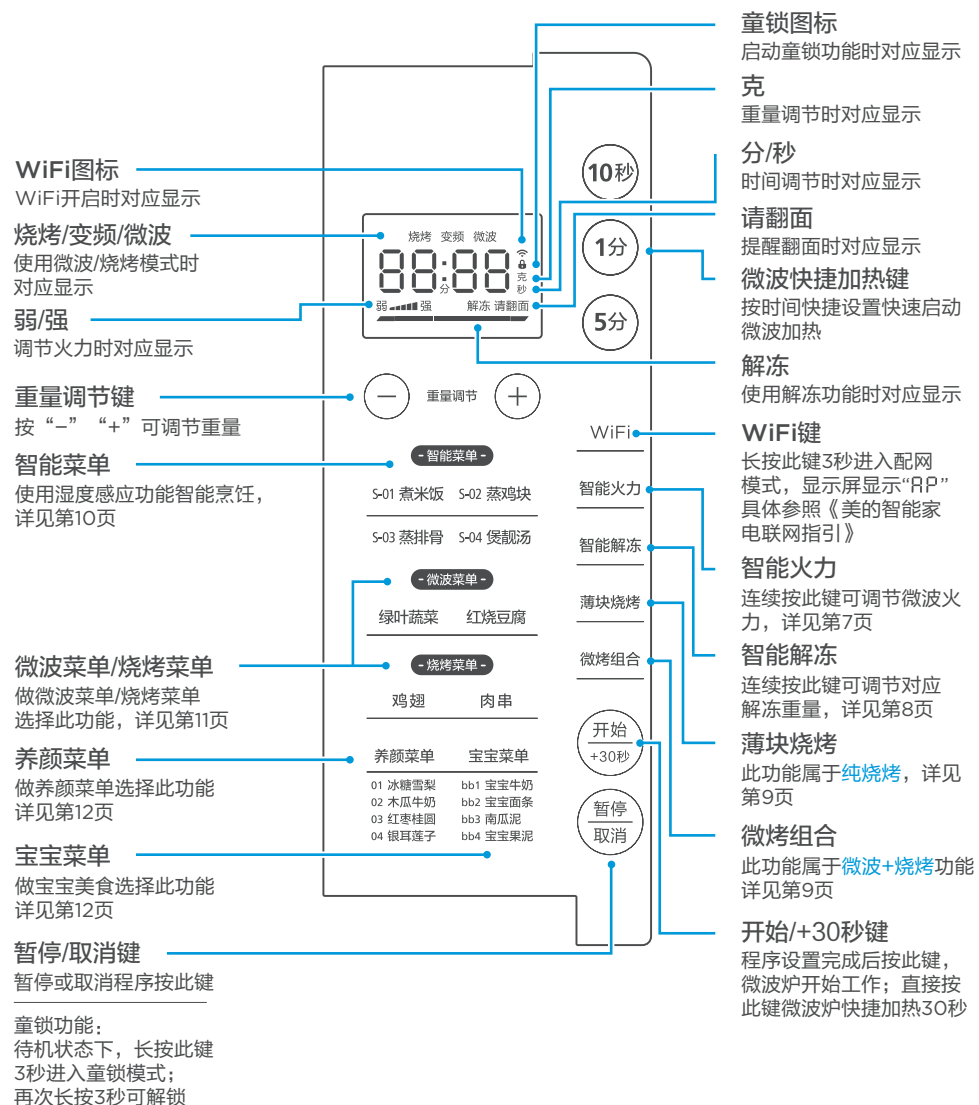 童锁图标
启动童锁功能时对应显示
克
重量调节时对应显示
分/秒
时间调节时对应显示
请翻面
提醒翻面时对应显示
微波快捷加热键
按时间快捷设置快速启动
微波加热
解冻
使用解冻功能时对应显示
WiFi键
长按此键3秒进入配网
模式，显示屏显示“AP”
具体参照《美的智能家
电联网指引》
智能火力
连续按此键可调节微波火
力，详见第7页
智能解冻
连续按此键可调节对应
解冻重量，详见第8页
薄块烧烤
此功能属于纯烧烤，详见
第9页
微烤组合
此功能属于微波+烧烤功能
详见第9页
开始/+30秒键
程序设置完成后按此键，
微波炉开始工作；直接按
此键微波炉快捷加热30秒
WiFi图标
WiFi开启时对应显示
烧烤/变频/微波
使用微波/烧烤模式时
对应显示
弱/强
调节火力时对应显示
重量调节键
按“-”“+”可调节重量
智能菜单
使用湿度感应功能智能烹饪，
详见第10页
微波菜单/烧烤菜单
做微波菜单/烧烤菜单
选择此功能，详见第11页
养颜菜单
做养颜菜单选择此功能
详见第12页
宝宝菜单
做宝宝美食选择此功能
详见第12页
暂停/取消键
暂停或取消程序按此键
童锁功能：
待机状态下，长按此键
3秒进入童锁模式；
再次长按3秒可解锁
烧烤 变频 微波
88:88
克
分 秒
弱 强 解冻 请翻面
10秒
1分
5分
－ 重量调节 ＋
- 智能菜单 -
S-01 煮米饭 S-02 蒸鸡块
S-03 蒸排骨 S-04 煲靓汤
- 微波菜单 -
绿叶蔬菜 红烧豆腐
- 烧烤菜单 -
鸡翅 肉串
养颜菜单 宝宝菜单
01 冰糖雪梨 bb1 宝宝牛奶
02 木瓜牛奶 bb2 宝宝面条
03 红枣桂圆 bb3 南瓜泥
04 银耳莲子 bb4 宝宝果泥
WiFi
智能火力
智能解冻
薄块烧烤
微烤组合
开始
+30秒
暂停
取消